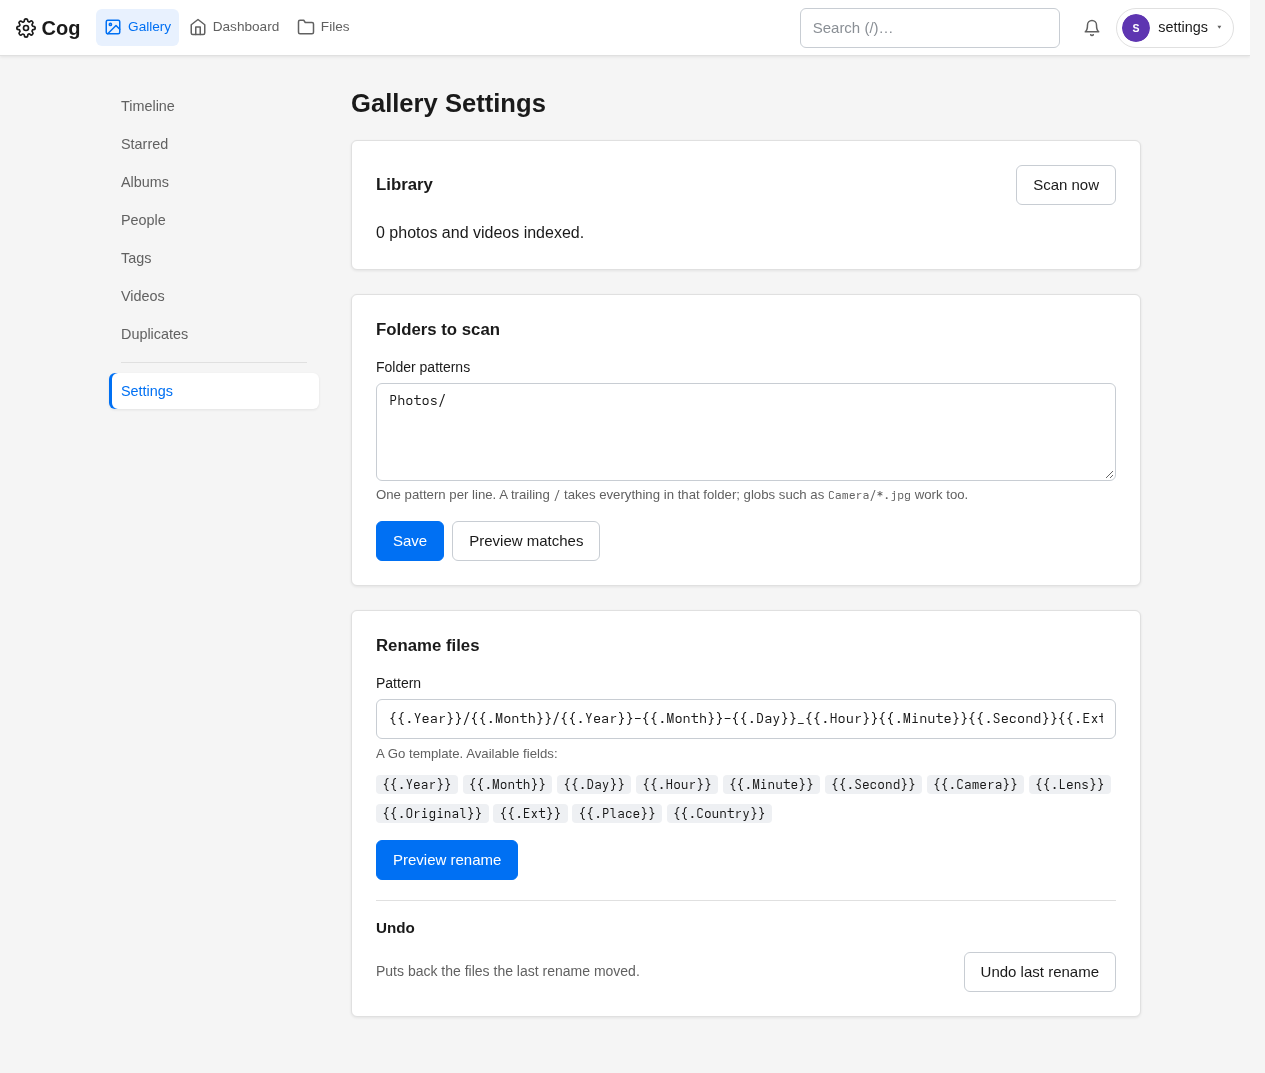 Cog
Gallery
Dashboard
Files
Search (/)…
S
settings
Timeline
Starred
Albums
People
Tags
Videos
Duplicates
Settings
Gallery Settings
Library
Scan now
0 photos and videos indexed.
Folders to scan
Folder patterns
Photos/
One pattern per line. A trailing / takes everything in that folder; globs such as Camera/*.jpg work too.
Save
Preview matches
Rename files
Pattern
{{.Year}}/{{.Month}}/{{.Year}}-{{.Month}}-{{.Day}}_{{.Hour}}{{.Minute}}{{.Second}}{{.Ext
A Go template. Available fields:
{{.Year}} {{.Month}} {{.Day}} {{.Hour}} {{.Minute}} {{.Second}} {{.Camera}} {{.Lens}}
{{.Original}} {{.Ext}} {{.Place}} {{.Country}}
Preview rename
Undo
Puts back the files the last rename moved.
Undo last rename